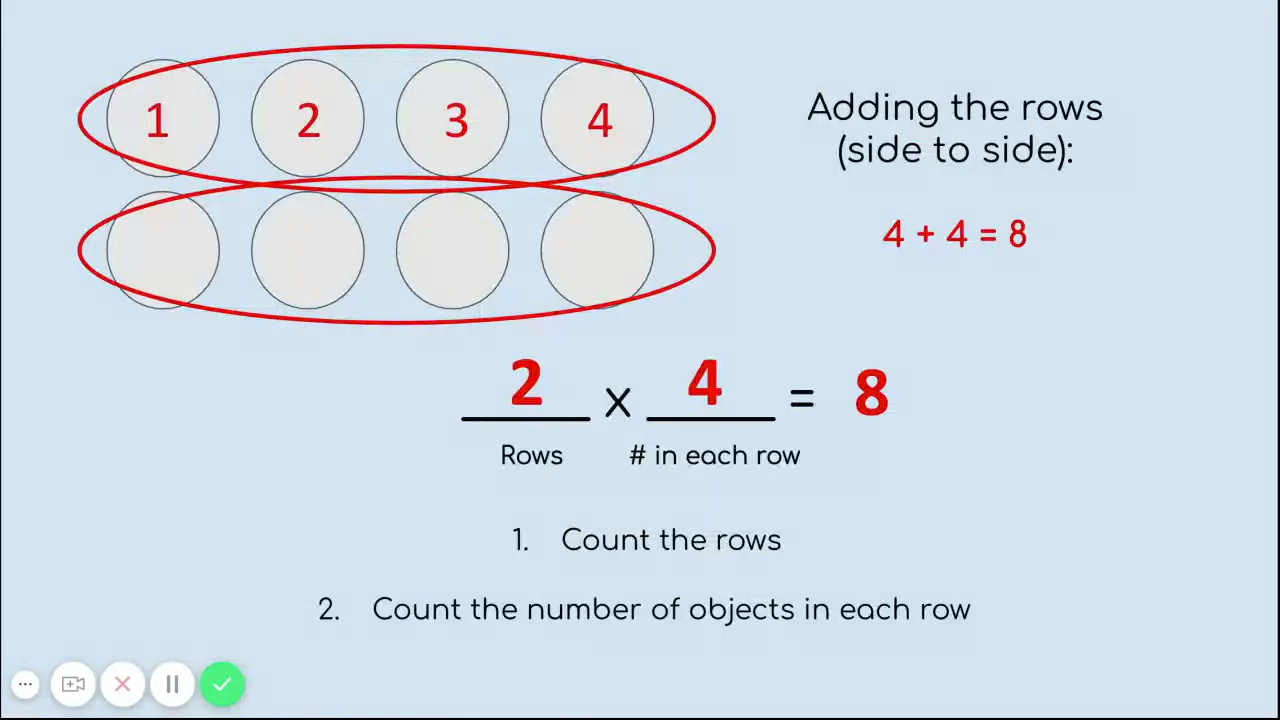 1 2 3 4
Adding the rows
(side to side):
4 + 4 = 8
2 x 4 = 8
Rows # in each row
1. Count the rows
2. Count the number of objects in each row